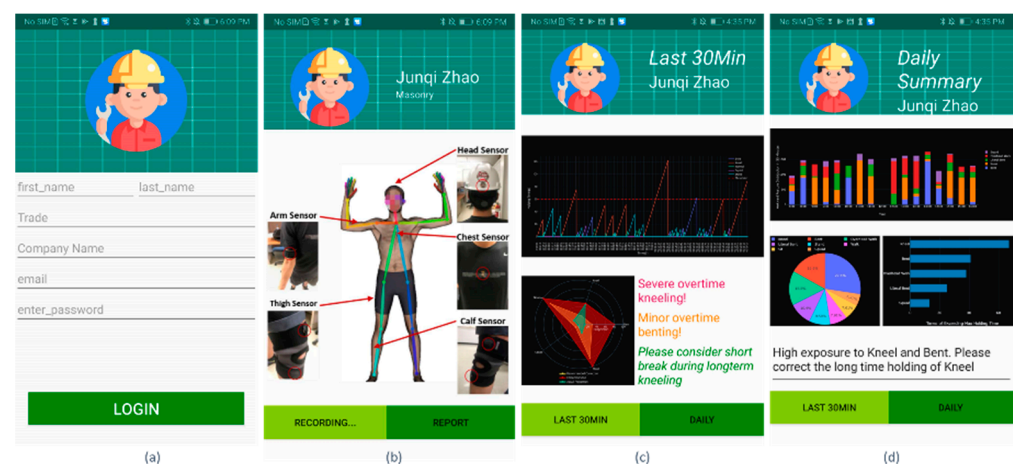 No SIM
6:09 PM
first_name
last_name
Trade
Company Name
email
enter_password
LOGIN
(a)
No SIM
6:09 PM
Junqi Zhao
Masonry
Head Sensor
Arm Sensor
Chest Sensor
Thigh Sensor
Calf Sensor
RECORDING...
REPORT
(b)
No SIM
4:35 PM
Last 30Min
Junqi Zhao
Severe overtime
kneeling!
Minor overtime
benting!
Please consider short
break during longterm
kneeling
LAST 30MIN
DAILY
(c)
No SIM
4:35 PM
Daily
Summary
Junqi Zhao
High exposure to Kneel and Bent. Please
correct the long time holding of Kneel
LAST 30MIN
DAILY
(d)